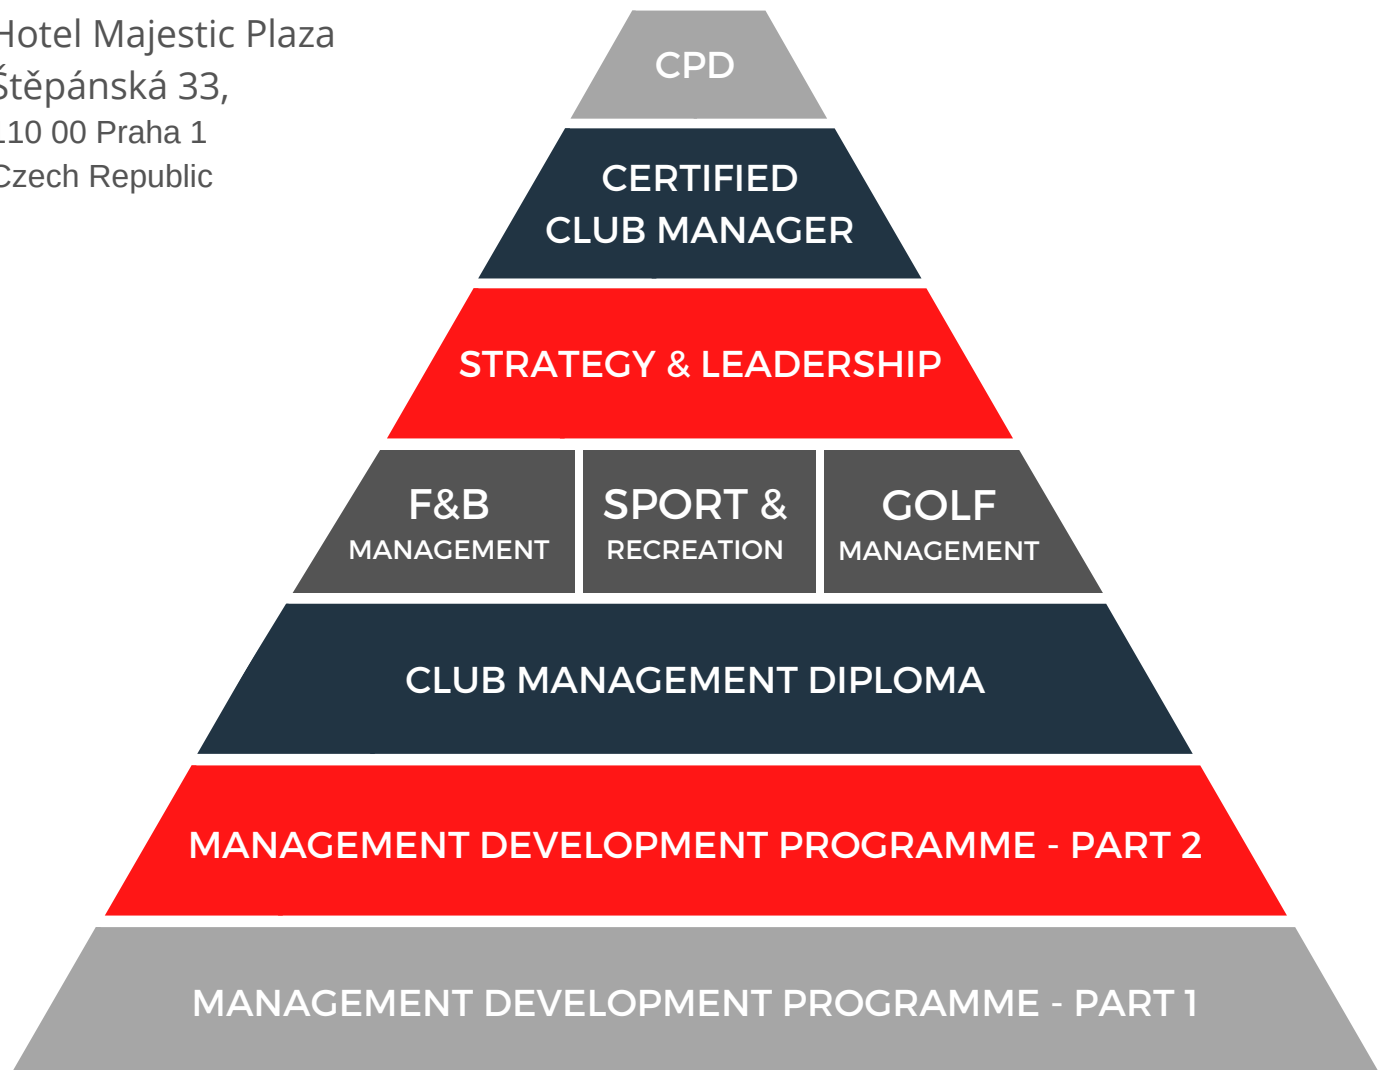 Hotel Majestic Plaza
Štěpánská 33,
110 00 Praha 1
Czech Republic
CPD
CERTIFIED
CLUB MANAGER
STRATEGY & LEADERSHIP
F&B
MANAGEMENT
SPORT &
RECREATION
GOLF
MANAGEMENT
CLUB MANAGEMENT DIPLOMA
MANAGEMENT DEVELOPMENT PROGRAMME - PART 2
MANAGEMENT DEVELOPMENT PROGRAMME - PART 1